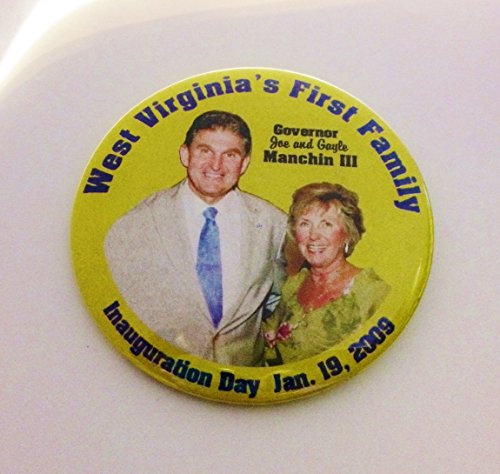 West Virginia's First Family
Governor
Joe and Gayle
Manchin III
Inauguration Day Jan. 19, 2009